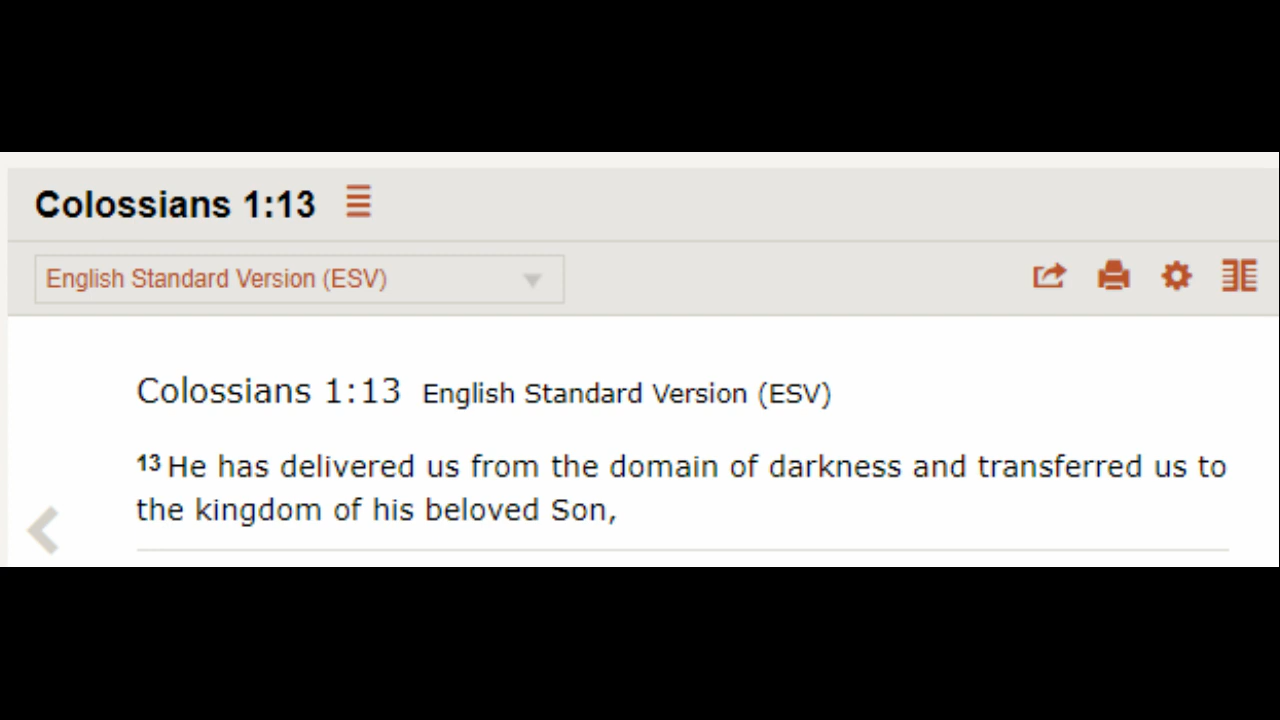 Colossians 1:13
English Standard Version (ESV)
Colossians 1:13 English Standard Version (ESV)
13 He has delivered us from the domain of darkness and transferred us to
the kingdom of his beloved Son,